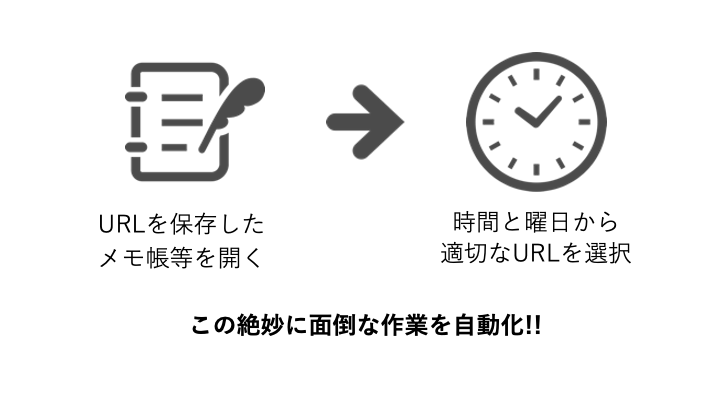 URLを保存した
メモ帳等を開く
時間と曜日から
適切なURLを選択
この絶妙に面倒な作業を自動化!!